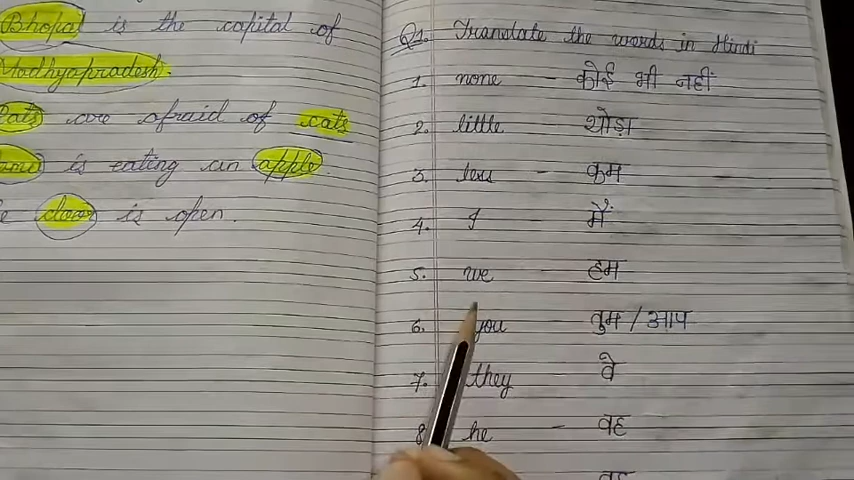 Bhopal is the capital of
Madhyapradesh.
Rats are afraid of cats
is eating an apple.
door is open.
Q1. Translate the words in Hindi
1. none - कोई भी नहीं
2. little थोड़ा
3. less - कम
4. I मैं
5. we - हम
6. you - तुम / आप
7. they वे
8. he - वह